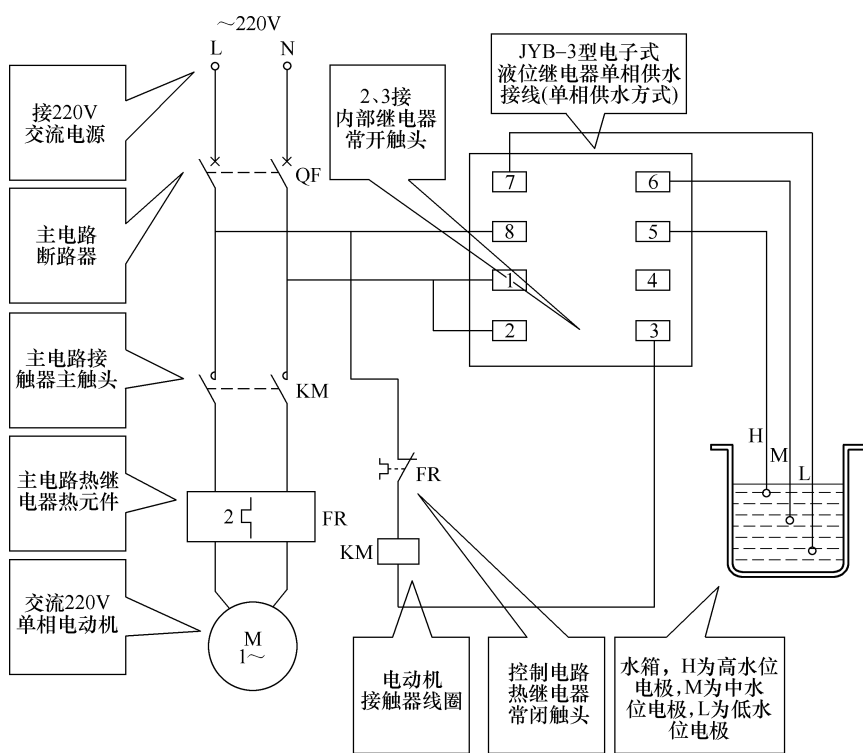 ～220V
L
N
接220V
交流电源
主电路
断路器
主电路接
触器主触头
主电路热继
电器热元件
交流220V
单相电动机
QF
KM
2
FR
M
1～
2、3接
内部继电器
常开触头
JYB-3型电子式
液位继电器单相供水
接线(单相供水方式)
7
6
8
5
1
4
2
3
FR
KM
H
M
L
电动机
接触器线圈
控制电路
热继电器
常闭触头
水箱，H为高水位
电极,M为中水
位电极,L为低水
位电极